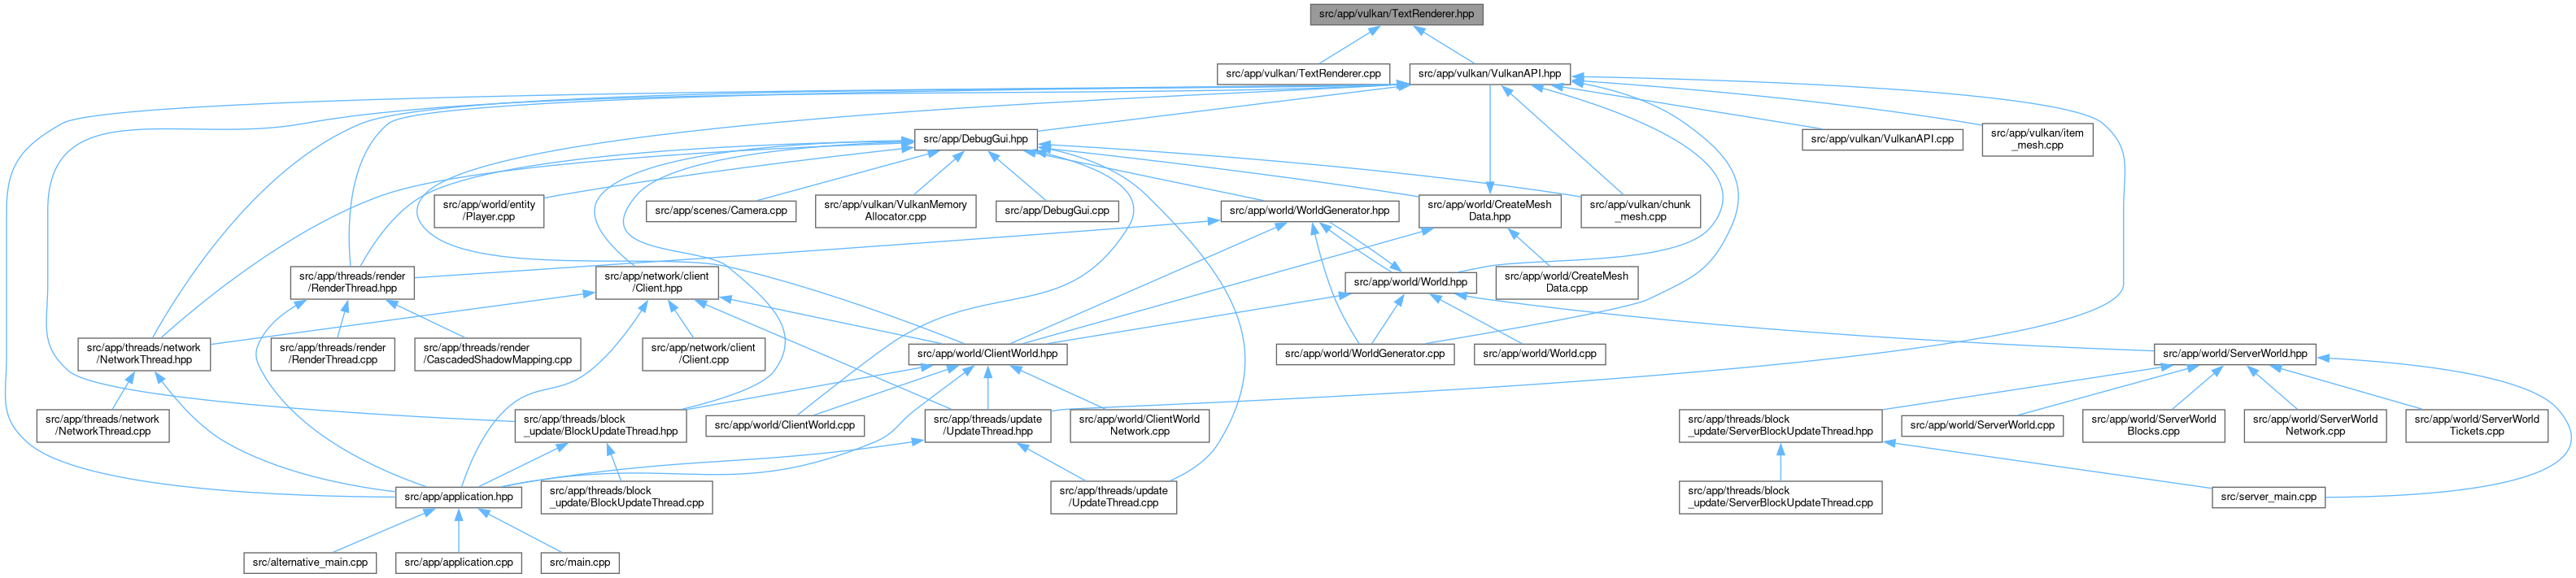 src/app/vulkan/TextRenderer.hpp
src/app/vulkan/TextRenderer.cpp
src/app/vulkan/VulkanAPI.hpp
src/app/DebugGui.hpp
src/app/vulkan/VulkanAPI.cpp
src/app/vulkan/item
_mesh.cpp
src/app/world/entity
/Player.cpp
src/app/scenes/Camera.cpp
src/app/vulkan/VulkanMemory
Allocator.cpp
src/app/DebugGui.cpp
src/app/world/WorldGenerator.hpp
src/app/world/CreateMesh
Data.hpp
src/app/vulkan/chunk
_mesh.cpp
src/app/threads/render
/RenderThread.hpp
src/app/network/client
/Client.hpp
src/app/world/World.hpp
src/app/world/CreateMesh
Data.cpp
src/app/threads/network
/NetworkThread.hpp
src/app/threads/render
/RenderThread.cpp
src/app/threads/render
/CascadedShadowMapping.cpp
src/app/network/client
/Client.cpp
src/app/world/ClientWorld.hpp
src/app/world/WorldGenerator.cpp
src/app/world/World.cpp
src/app/world/ServerWorld.hpp
src/app/threads/network
/NetworkThread.cpp
src/app/threads/block
_update/BlockUpdateThread.hpp
src/app/world/ClientWorld.cpp
src/app/threads/update
/UpdateThread.hpp
src/app/world/ClientWorld
Network.cpp
src/app/threads/block
_update/ServerBlockUpdateThread.hpp
src/app/world/ServerWorld.cpp
src/app/world/ServerWorld
Blocks.cpp
src/app/world/ServerWorld
Network.cpp
src/app/world/ServerWorld
Tickets.cpp
src/app/application.hpp
src/app/threads/block
_update/BlockUpdateThread.cpp
src/app/threads/update
/UpdateThread.cpp
src/app/threads/block
_update/ServerBlockUpdateThread.cpp
src/server_main.cpp
src/alternative_main.cpp
src/app/application.cpp
src/main.cpp